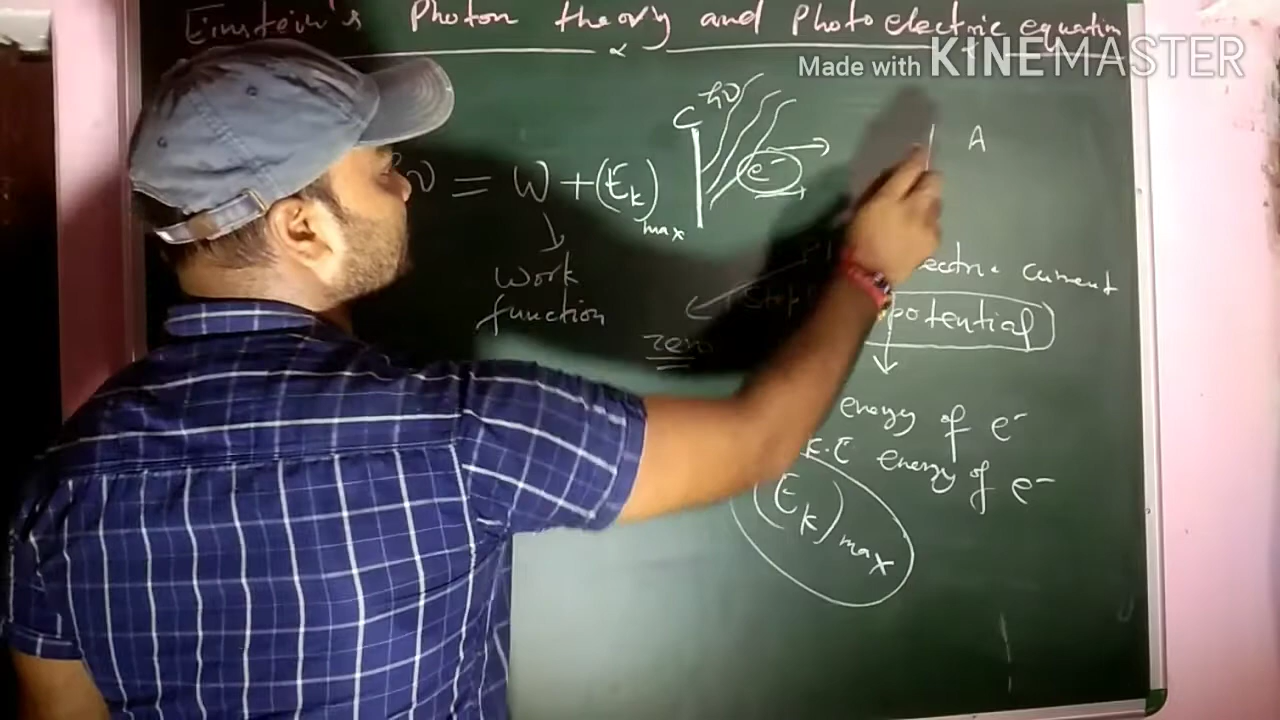 Einstein's Photon theory and Photoelectric equation
Made with KINEMASTER
C hν
A
ν = W + (Ek)max
e-
Work
function
current
zero
potential
energy of e-
K.E energy of e-
(Ek)max